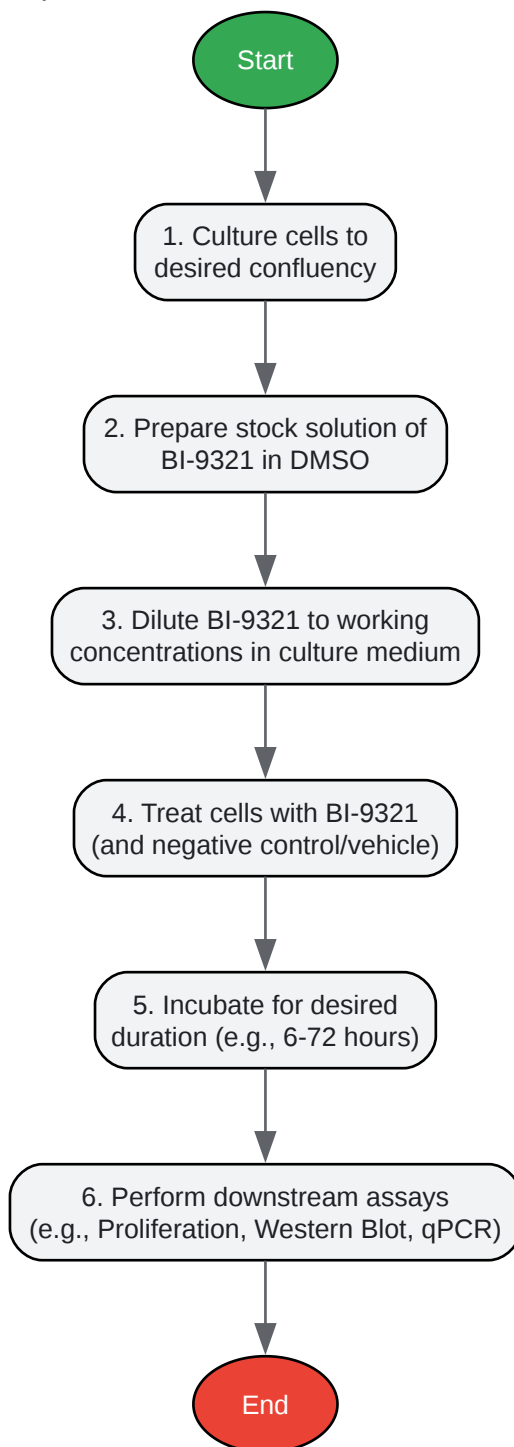 Start
1. Culture cells to
desired confluency
2. Prepare stock solution of
BI-9321 in DMSO
3. Dilute BI-9321 to working
concentrations in culture medium
4. Treat cells with BI-9321
(and negative control/vehicle)
5. Incubate for desired
duration (e.g., 6-72 hours)
6. Perform downstream assays
(e.g., Proliferation, Western Blot, qPCR)
End